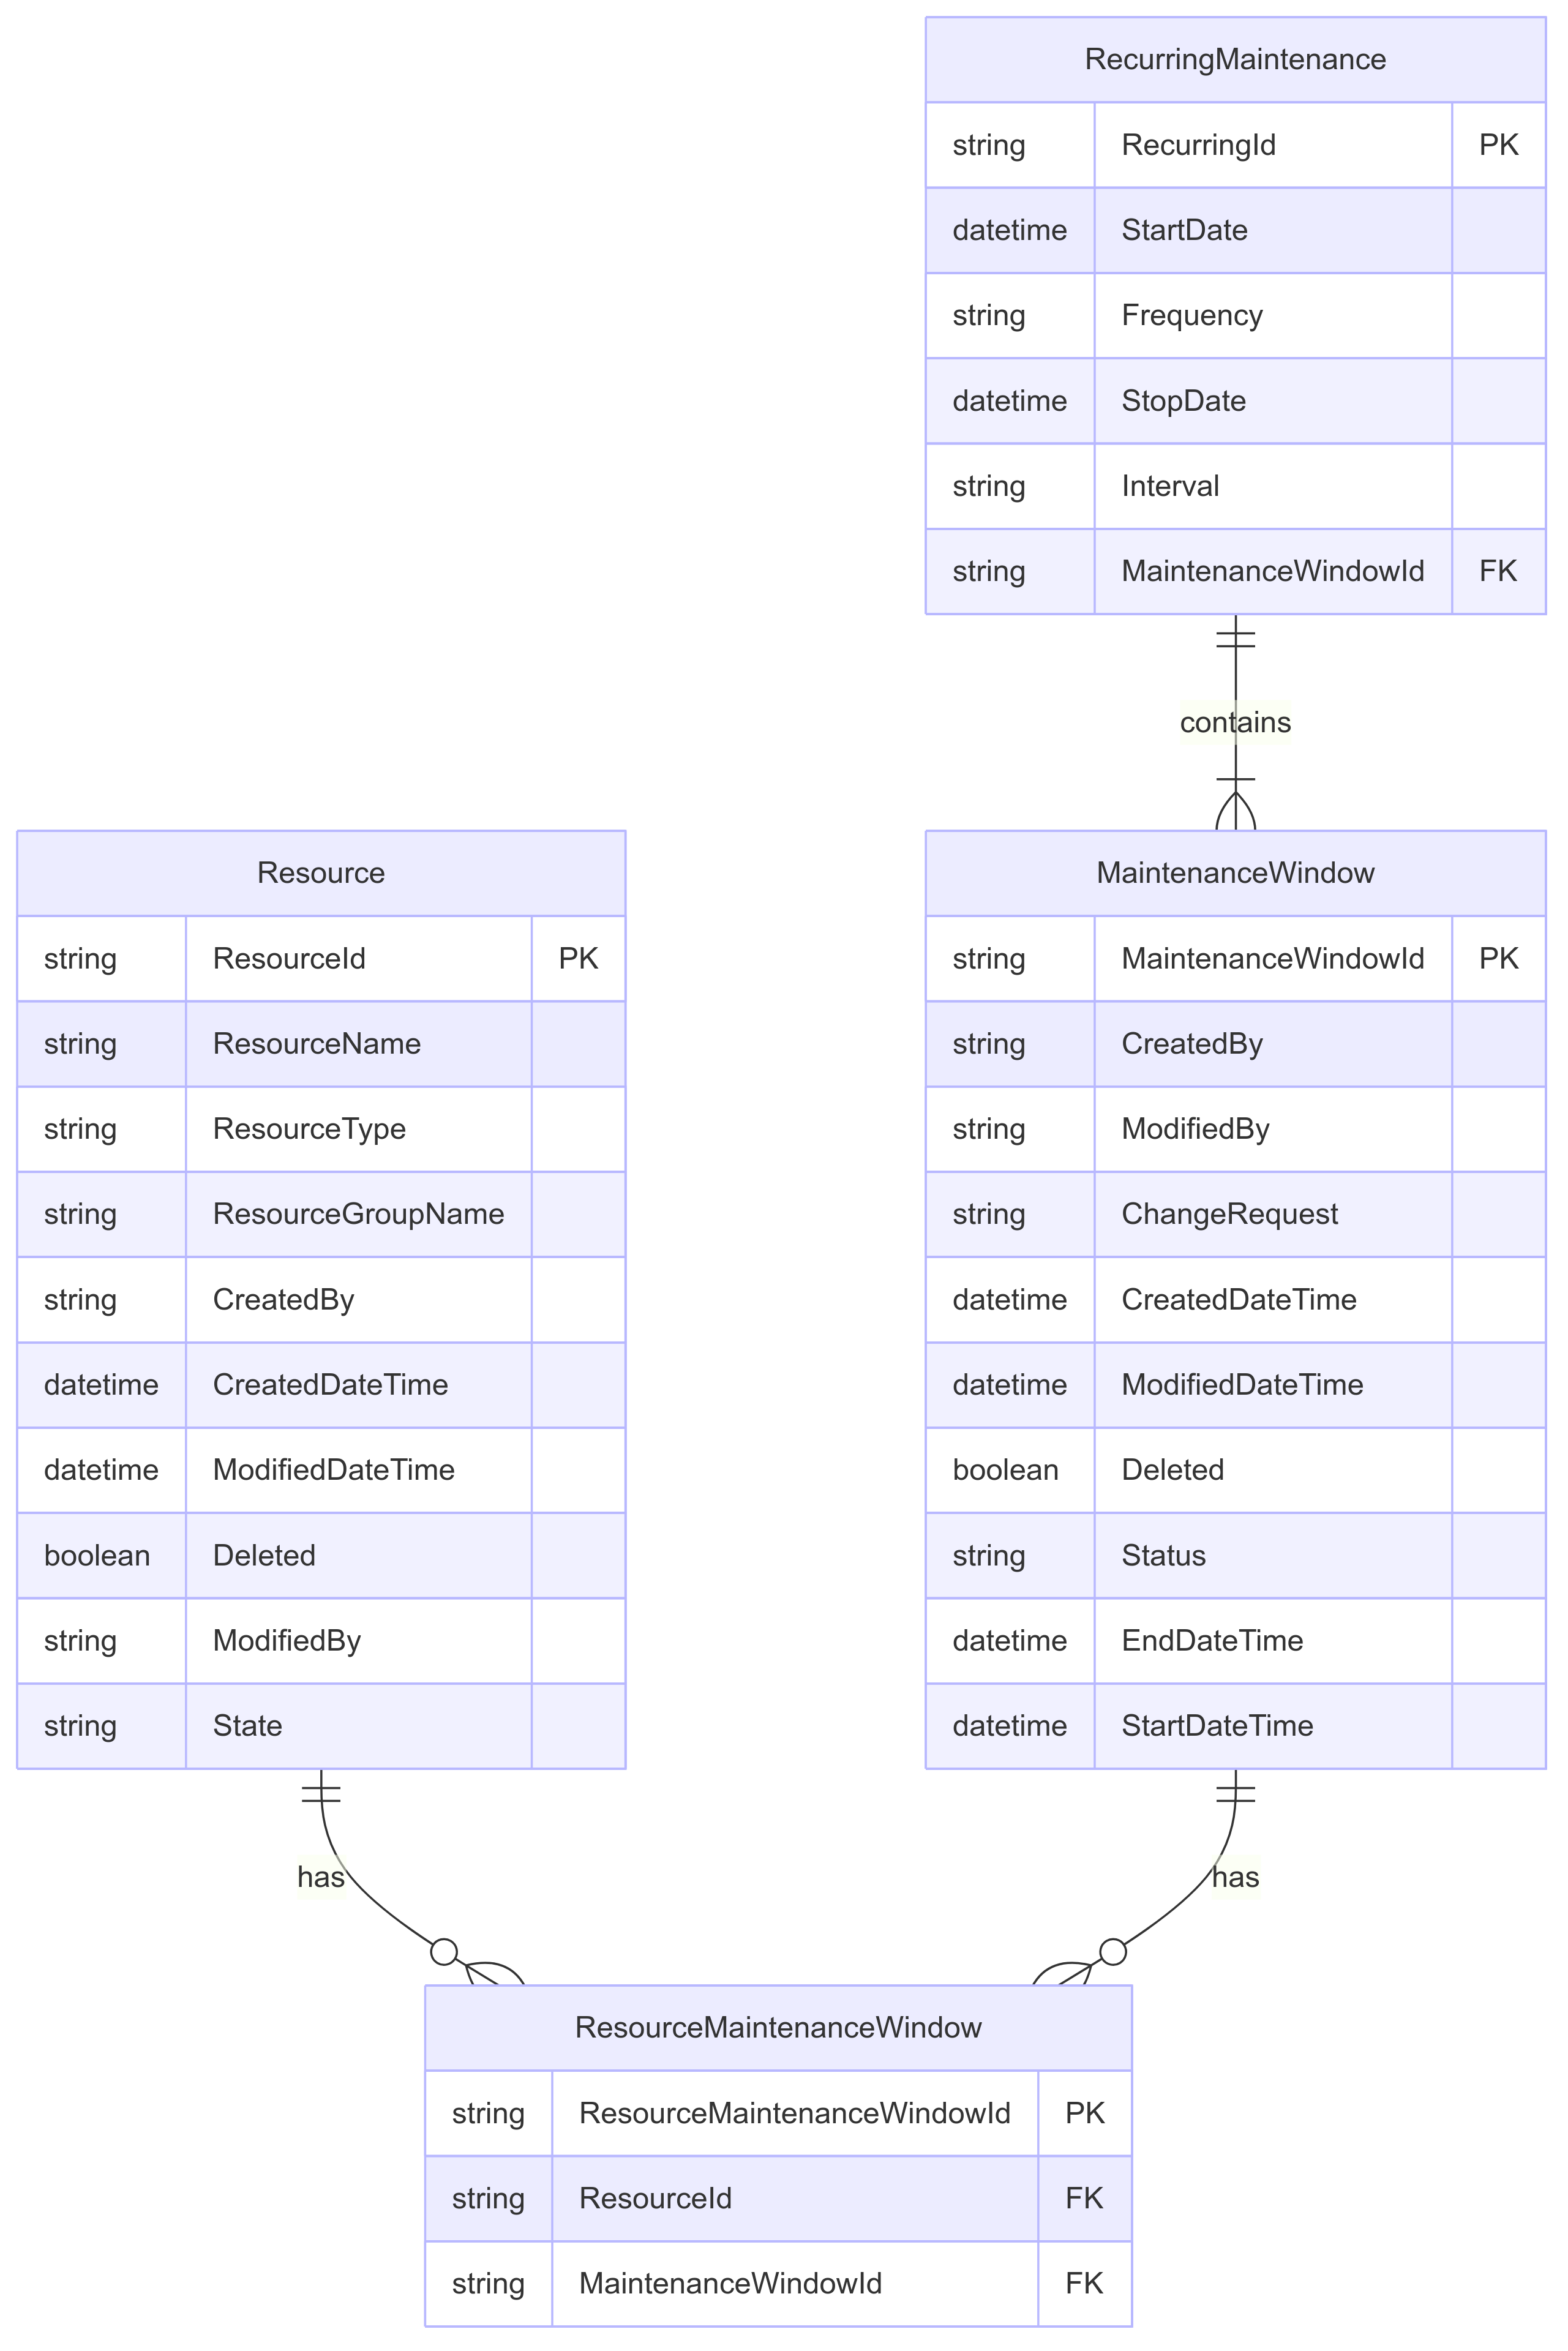 RecurringMaintenance
string RecurringId PK
datetime StartDate
string Frequency
datetime StopDate
string Interval
string MaintenanceWindowId FK
contains
Resource
string ResourceId PK
string ResourceName
string ResourceType
string ResourceGroupName
string CreatedBy
datetime CreatedDateTime
datetime ModifiedDateTime
boolean Deleted
string ModifiedBy
string State
MaintenanceWindow
string MaintenanceWindowId PK
string CreatedBy
string ModifiedBy
string ChangeRequest
datetime CreatedDateTime
datetime ModifiedDateTime
boolean Deleted
string Status
datetime EndDateTime
datetime StartDateTime
has
has
ResourceMaintenanceWindow
string ResourceMaintenanceWindowId PK
string ResourceId FK
string MaintenanceWindowId FK